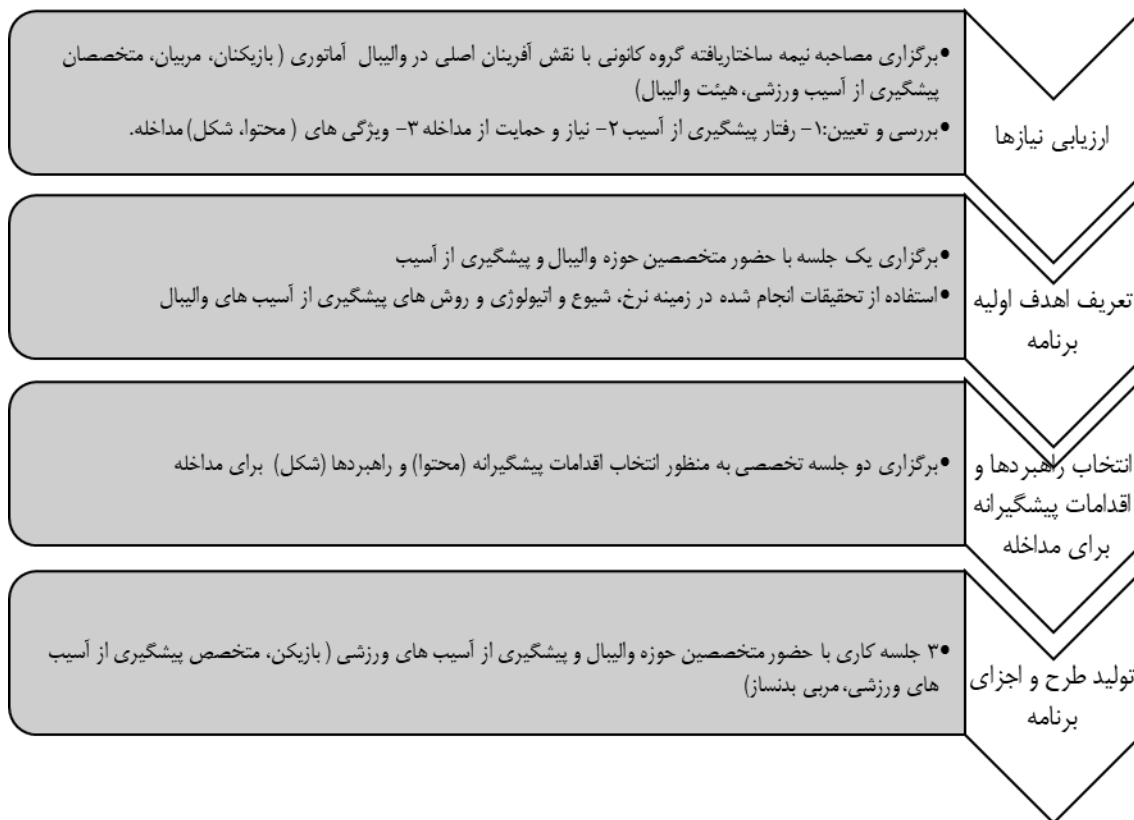 ارزیابی نیازها
•برگزاری مصاحبه نیمه ساختاریافته گروه کانونی با نقش آفرینان اصلی در والیبال آماتوری ( بازیکنان، مربیان، متخصصان
پیشگیری از آسیب ورزشی، هیئت والیبال)
•بررسی و تعیین:۱- رفتار پیشگیری از آسیب ۲- نیاز و حمایت از مداخله ۳- ویژگی های ( محتوا، شکل) مداخله.
تعریف اهدف اولیه
برنامه
•برگزاری یک جلسه با حضور متخصصین حوزه والیبال و پیشگیری از آسیب
•استفاده از تحقیقات انجام شده در زمینه نرخ، شیوع و اتیولوژی و روش های پیشگیری از آسیب های والیبال
انتخاب راهبردها و
اقدامات پیشگیرانه
برای مداخله
•برگزاری دو جلسه تخصصی به منظور انتخاب اقدامات پیشگیرانه (محتوا) و راهبردها (شکل) برای مداخله
تولید طرح و اجزای
برنامه
•۳ جلسه کاری با حضور متخصصین حوزه والیبال و پیشگیری از آسیب های ورزشی ( بازیکن، متخصص پیشگیری از آسیب
های ورزشی، مربی بدنساز)